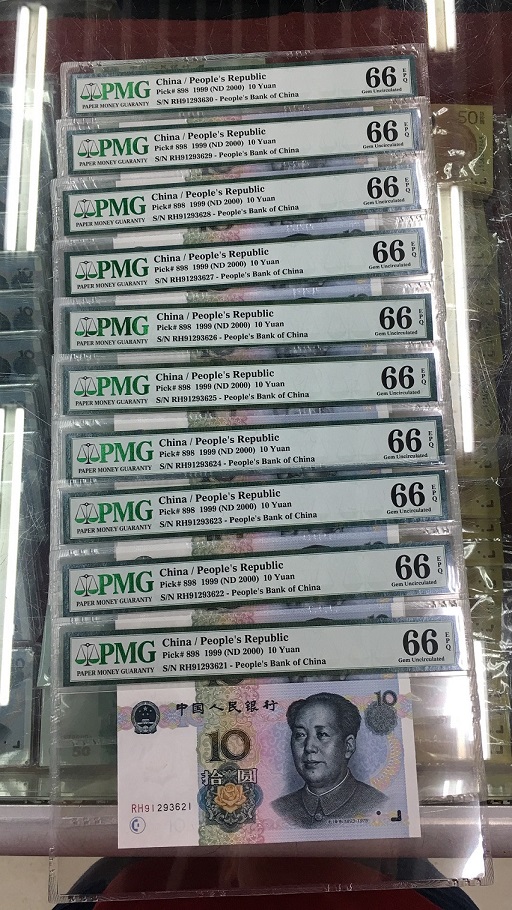 PMG
PAPER MONEY GUARANTY
China / People's Republic
Pick# 898 1999 (ND 2000) 10 Yuan
S/N RH91293630 - People's Bank of China
66 EPQ
Gem Uncirculated
PMG
PAPER MONEY GUARANTY
China / People's Republic
Pick# 898 1999 (ND 2000) 10 Yuan
S/N RH91293629 - People's Bank of China
66 EPQ
Gem Uncirculated
PMG
PAPER MONEY GUARANTY
China / People's Republic
Pick# 898 1999 (ND 2000) 10 Yuan
S/N RH91293628 - People's Bank of China
66 EPQ
Gem Uncirculated
PMG
PAPER MONEY GUARANTY
China / People's Republic
Pick# 898 1999 (ND 2000) 10 Yuan
S/N RH91293627 - People's Bank of China
66 EPQ
Gem Uncirculated
PMG
PAPER MONEY GUARANTY
China / People's Republic
Pick# 898 1999 (ND 2000) 10 Yuan
S/N RH91293626 - People's Bank of China
66 EPQ
Gem Uncirculated
PMG
PAPER MONEY GUARANTY
China / People's Republic
Pick# 898 1999 (ND 2000) 10 Yuan
S/N RH91293625 - People's Bank of China
66 EPQ
Gem Uncirculated
PMG
PAPER MONEY GUARANTY
China / People's Republic
Pick# 898 1999 (ND 2000) 10 Yuan
S/N RH91293624 - People's Bank of China
66 EPQ
Gem Uncirculated
PMG
PAPER MONEY GUARANTY
China / People's Republic
Pick# 898 1999 (ND 2000) 10 Yuan
S/N RH91293623 - People's Bank of China
66 EPQ
Gem Uncirculated
PMG
PAPER MONEY GUARANTY
China / People's Republic
Pick# 898 1999 (ND 2000) 10 Yuan
S/N RH91293622 - People's Bank of China
66 EPQ
Gem Uncirculated
PMG
PAPER MONEY GUARANTY
China / People's Republic
Pick# 898 1999 (ND 2000) 10 Yuan
S/N RH91293621 - People's Bank of China
66 EPQ
Gem Uncirculated
中国人民银行
10
10
拾圆
RH91293621
50